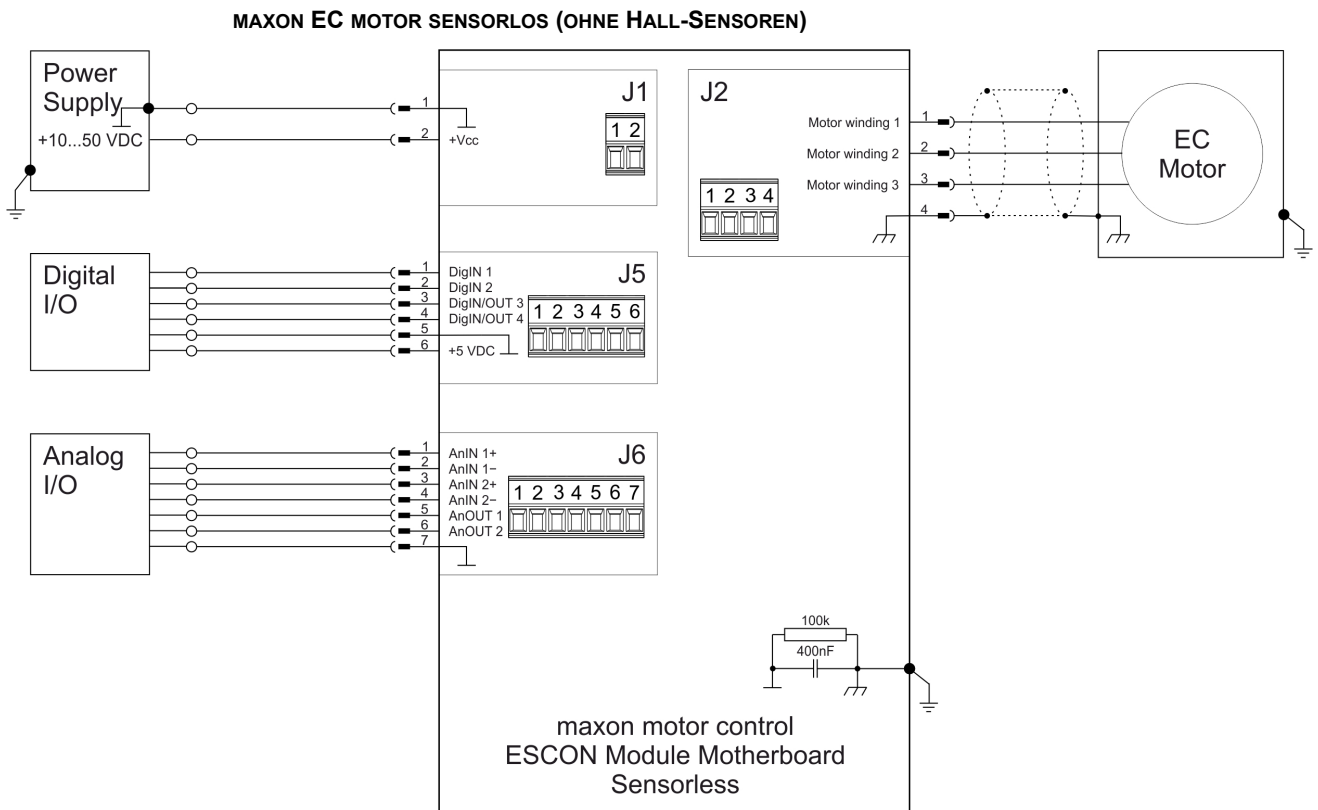 MAXON EC MOTOR SENSORLOS (OHNE HALL-SENSOREN)
Power
Supply
+10...50 VDC
1
2
+Vcc
J1
1 2
J2
1 2 3 4
Motor winding 1
1
Motor winding 2
2
Motor winding 3
3
4
EC
Motor
Digital
I/O
1
DigIN 1
2
DigIN 2
3
DigIN/OUT 3
4
DigIN/OUT 4
5
6
+5 VDC
J5
1 2 3 4 5 6
Analog
I/O
1
AnIN 1+
2
AnIN 1−
3
AnIN 2+
4
AnIN 2−
5
AnOUT 1
6
AnOUT 2
7
J6
1 2 3 4 5 6 7
100k
400nF
maxon motor control
ESCON Module Motherboard
Sensorless